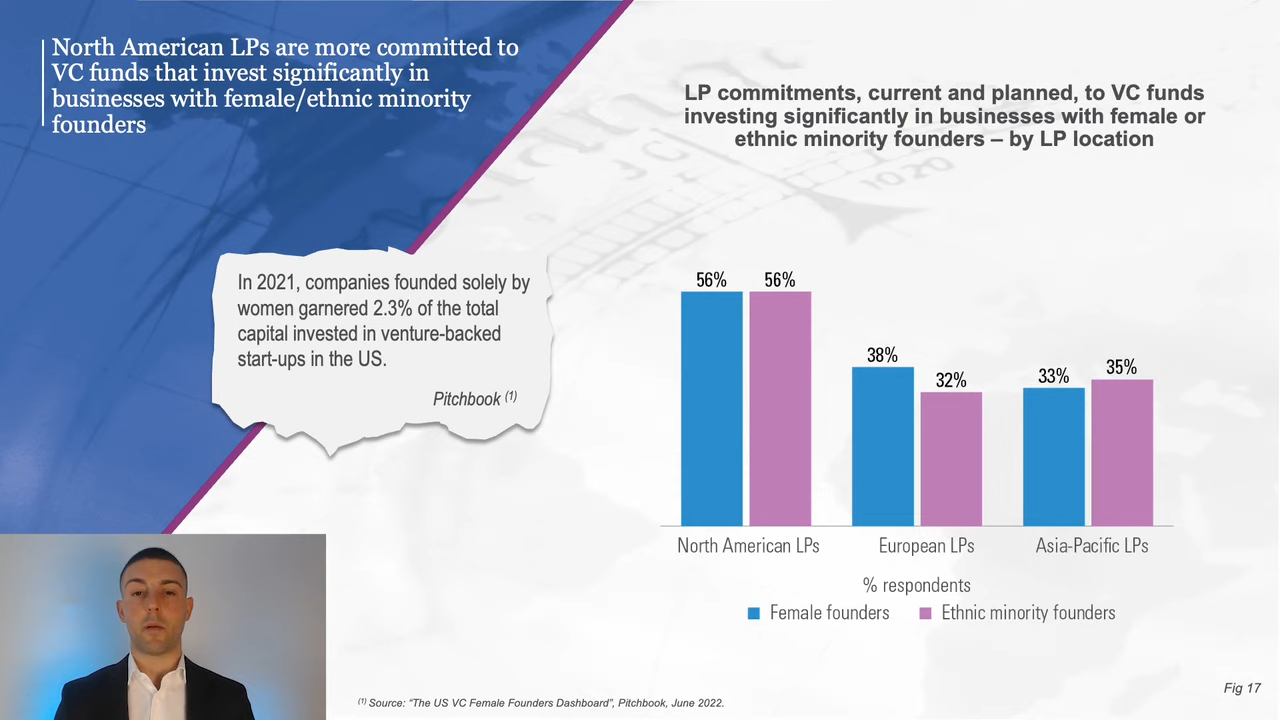 North American LPs are more committed to
VC funds that invest significantly in
businesses with female/ethnic minority
founders
In 2021, companies founded solely by
women garnered 2.3% of the total
capital invested in venture-backed
start-ups in the US.
Pitchbook (1)
LP commitments, current and planned, to VC funds
investing significantly in businesses with female or
ethnic minority founders – by LP location
1020
56% 56%
38% 32%
33% 35%
North American LPs European LPs Asia-Pacific LPs
% respondents
Female founders Ethnic minority founders
Fig 17
(1) Source: “The US VC Female Founders Dashboard”, Pitchbook, June 2022.